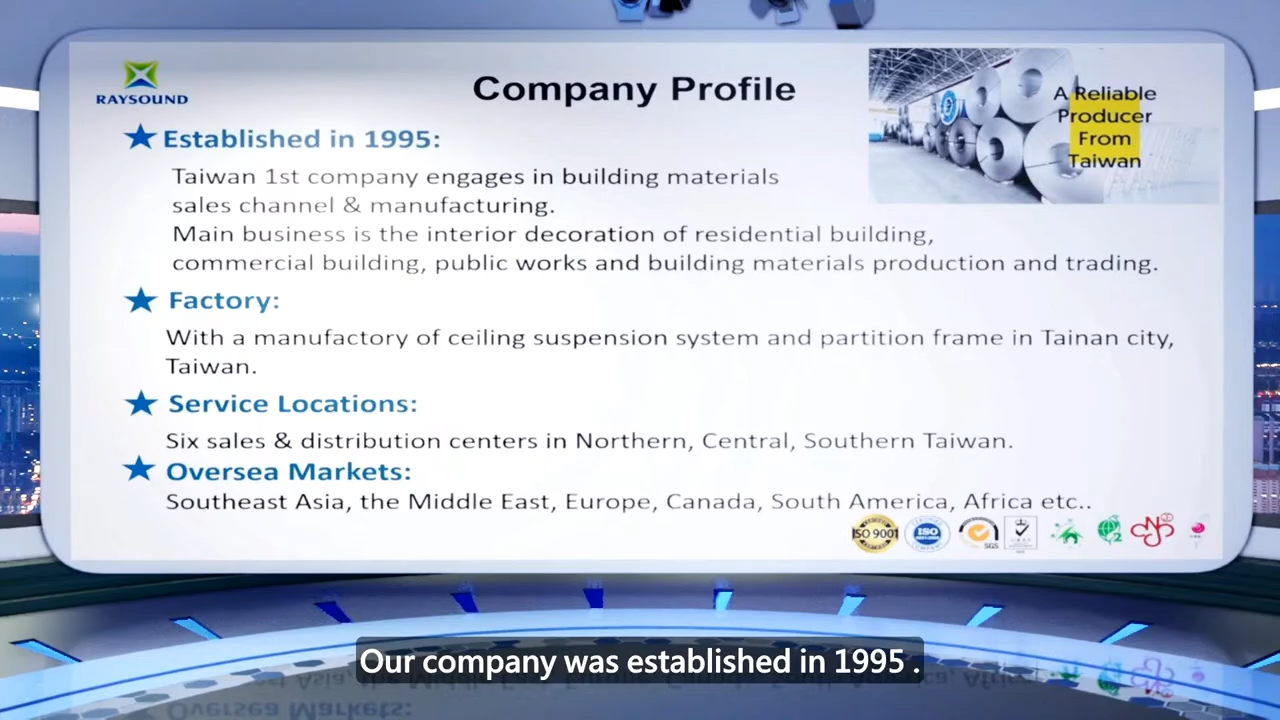 RAYSOUND
Company Profile
A Reliable
Producer
From
Taiwan
Established in 1995:
Taiwan 1st company engages in building materials
sales channel & manufacturing.
Main business is the interior decoration of residential building,
commercial building, public works and building materials production and trading.
Factory:
With a manufactory of ceiling suspension system and partition frame in Tainan city,
Taiwan.
Service Locations:
Six sales & distribution centers in Northern, Central, Southern Taiwan.
Oversea Markets:
Southeast Asia, the Middle East, Europe, Canada, South America, Africa etc..
ISO 9001
ISO
SGS
Our company was established in 1995 .
Oversea Markets: